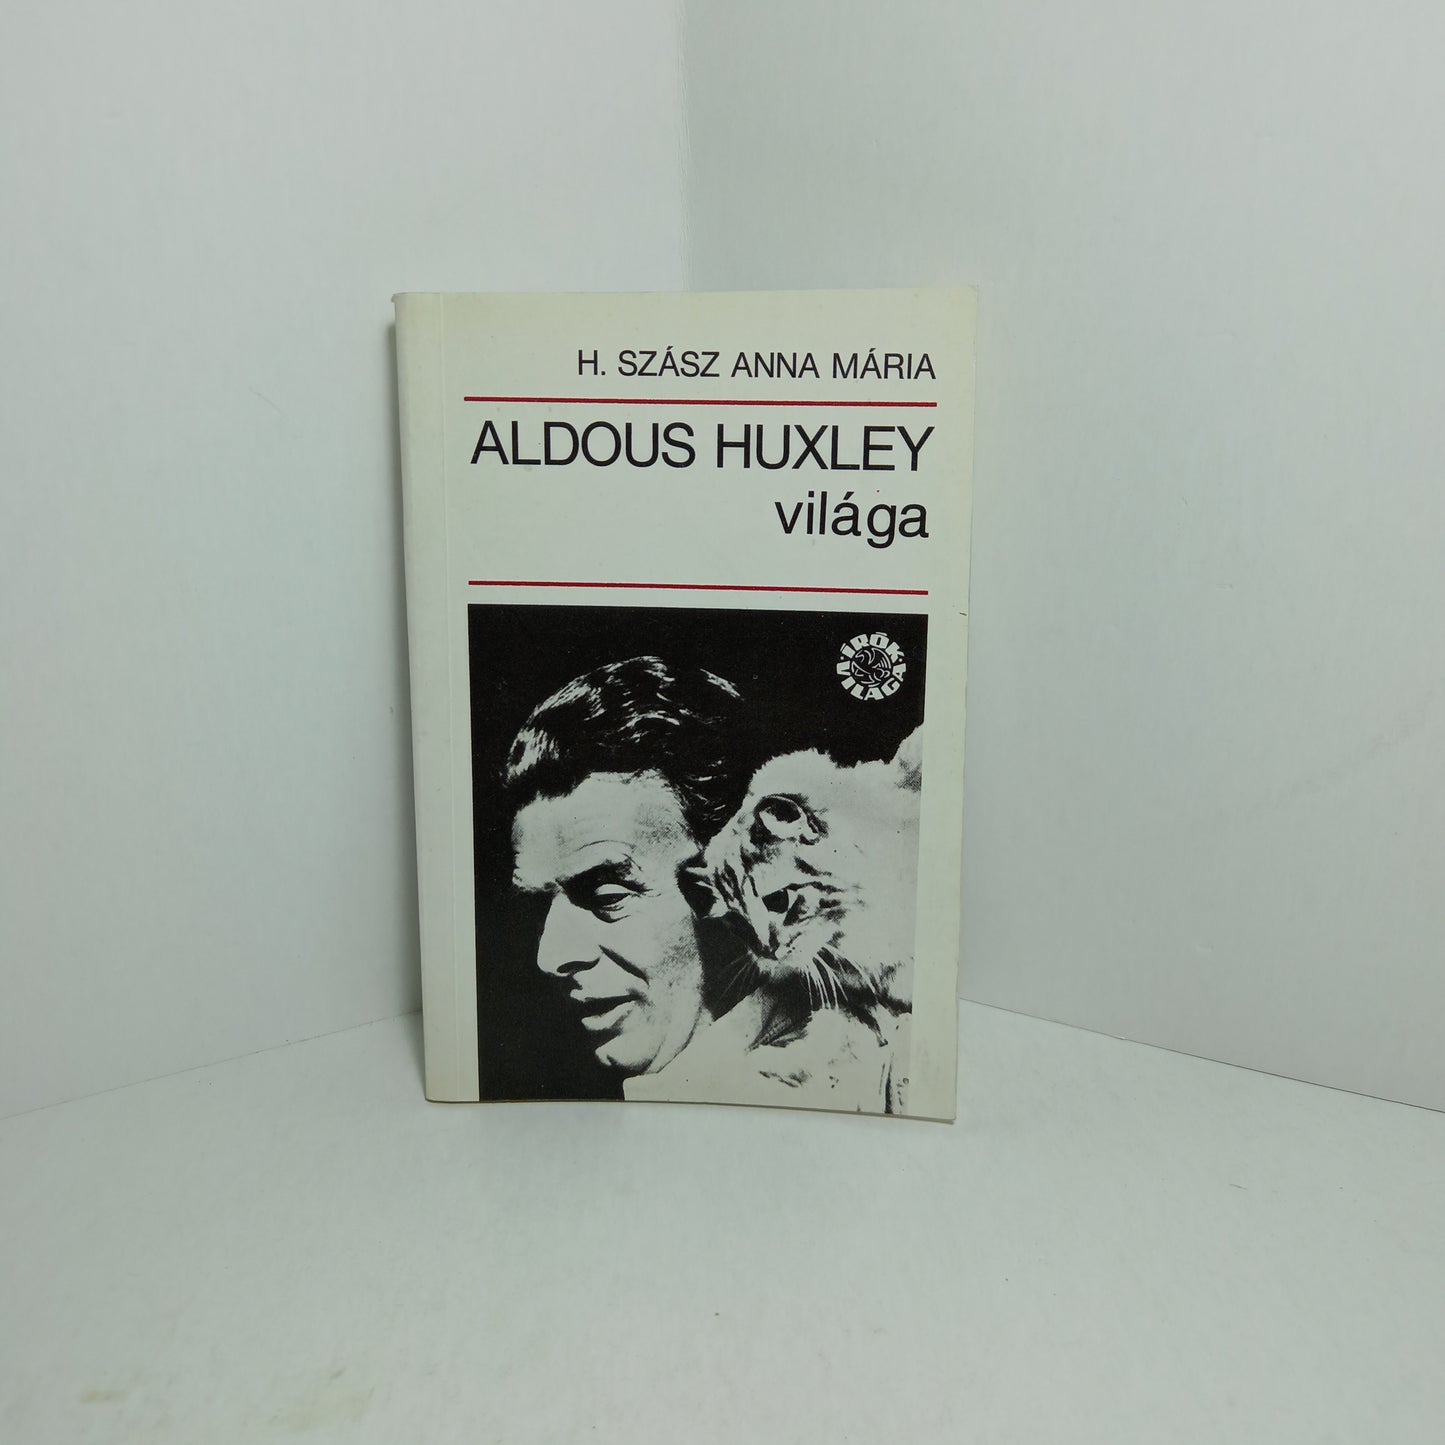 H. SZÁSZ ANNA MÁRIA
ALDOUS HUXLEY
világa
ÍRÓK VILÁGA